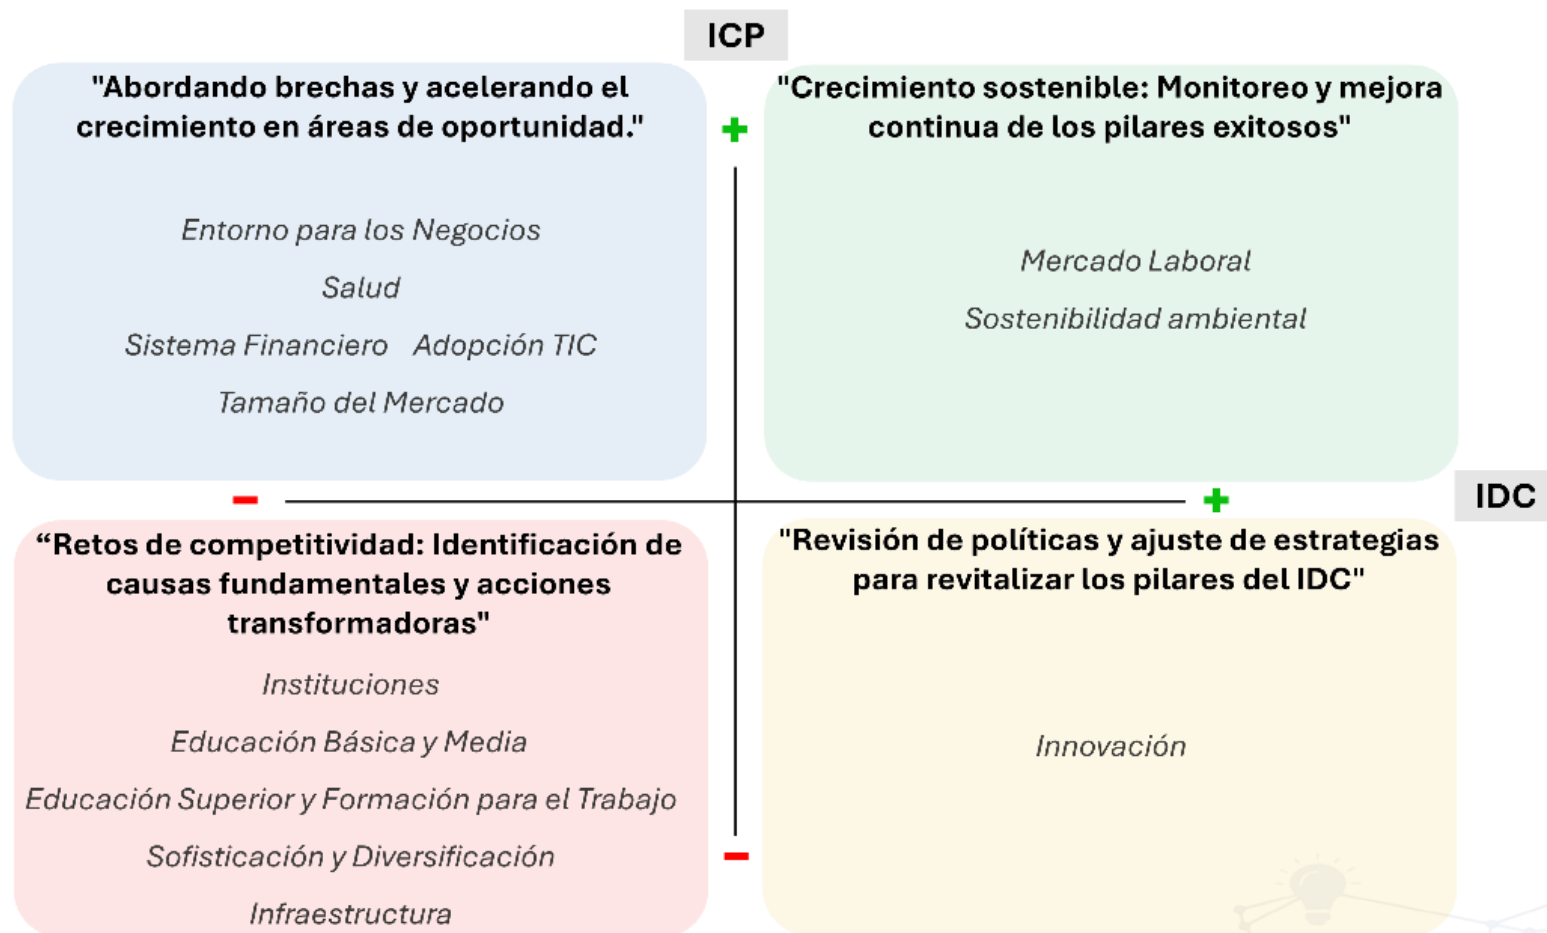 ICP
"Abordando brechas y acelerando el
crecimiento en áreas de oportunidad."
Entorno para los Negocios
Salud
Sistema Financiero Adopción TIC
Tamaño del Mercado
+
"Crecimiento sostenible: Monitoreo y mejora
continua de los pilares exitosos"
Mercado Laboral
Sostenibilidad ambiental
-
+
IDC
“Retos de competitividad: Identificación de
causas fundamentales y acciones
transformadoras"
Instituciones
Educación Básica y Media
Educación Superior y Formación para el Trabajo
Sofisticación y Diversificación
Infraestructura
-
"Revisión de políticas y ajuste de estrategias
para revitalizar los pilares del IDC"
Innovación